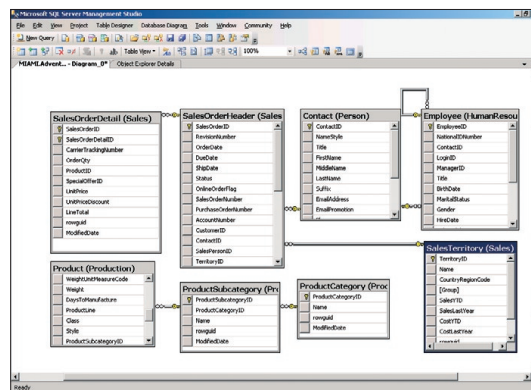 Microsoft SQL Server Management Studio
File Edit View Project Table Designer Database Diagram Tools Window Community Help
New Query
Table View 100%
MIAMI.Advent... - Diagram_0* Object Explorer Details
SalesOrderDetail (Sales)
SalesOrderID
SalesOrderDetailID
CarrierTrackingNumber
OrderQty
ProductID
SpecialOfferID
UnitPrice
UnitPriceDiscount
LineTotal
rowguid
ModifiedDate
SalesOrderHeader (Sales
SalesOrderID
RevisionNumber
OrderDate
DueDate
ShipDate
Status
OnlineOrderFlag
SalesOrderNumber
PurchaseOrderNumber
AccountNumber
CustomerID
ContactID
SalesPersonID
TerritoryID
Contact (Person)
ContactID
NameStyle
Title
FirstName
MiddleName
LastName
Suffix
EmailAddress
EmailPromotion
Employee (HumanResou
EmployeeID
NationalIDNumber
ContactID
LoginID
ManagerID
Title
BirthDate
MaritalStatus
Gender
HireDate
SalesTerritory (Sales)
TerritoryID
Name
CountryRegionCode
[Group]
SalesYTD
SalesLastYear
CostYTD
CostLastYear
rowguid
Product (Production)
WeightUnitMeasureCode
Weight
DaysToManufacture
ProductLine
Class
Style
ProductSubcategoryID
ProductSubcategory (Pro
ProductSubcategoryID
ProductCategoryID
Name
rowguid
ModifiedDate
ProductCategory (Proc
ProductCategoryID
Name
rowguid
ModifiedDate
Ready